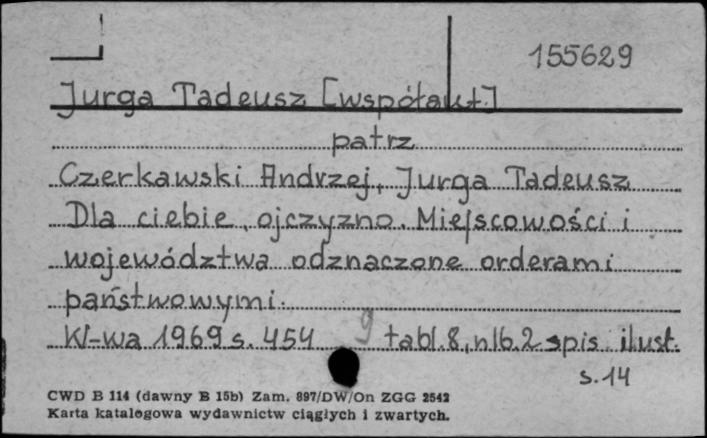 155629
Jurga Tadeusz [współaut.]
patrz
Czerkawski Andrzej, Jurga Tadeusz
Dla ciebie, ojczyzno. Miejscowości i
województwa odznaczone orderami
państwowymi.
W-wa 1969 s. 454 9 tabl. 8, nlb. 2 spis ilust.
s. 14
CWD B 114 (dawny B 15b) Zam. 897/DW/On ZGG 2542
Karta katalogowa wydawnictw ciągłych i zwartych.